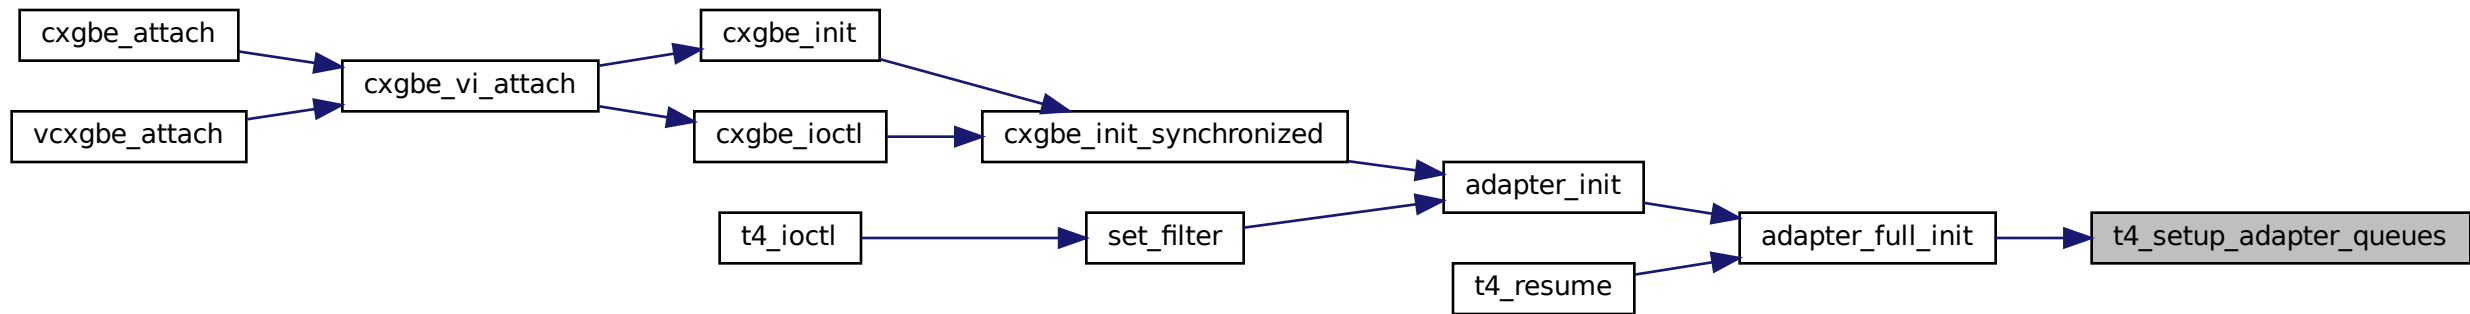 cxgbe_attach
cxgbe_init
cxgbe_vi_attach
vcxgbe_attach
cxgbe_ioctl
cxgbe_init_synchronized
adapter_init
t4_ioctl
set_filter
adapter_full_init
t4_setup_adapter_queues
t4_resume